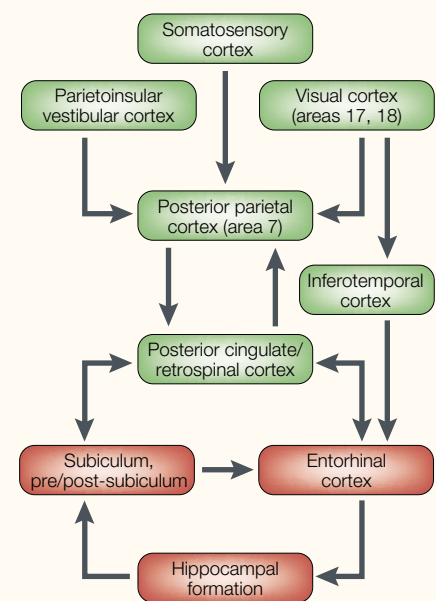 Somatosensory
cortex
Parietoinsular
vestibular cortex
Visual cortex
(areas 17, 18)
Posterior parietal
cortex (area 7)
Inferotemporal
cortex
Posterior cingulate/
retrospinal cortex
Subiculum,
pre/post-subiculum
Entorhinal
cortex
Hippocampal
formation